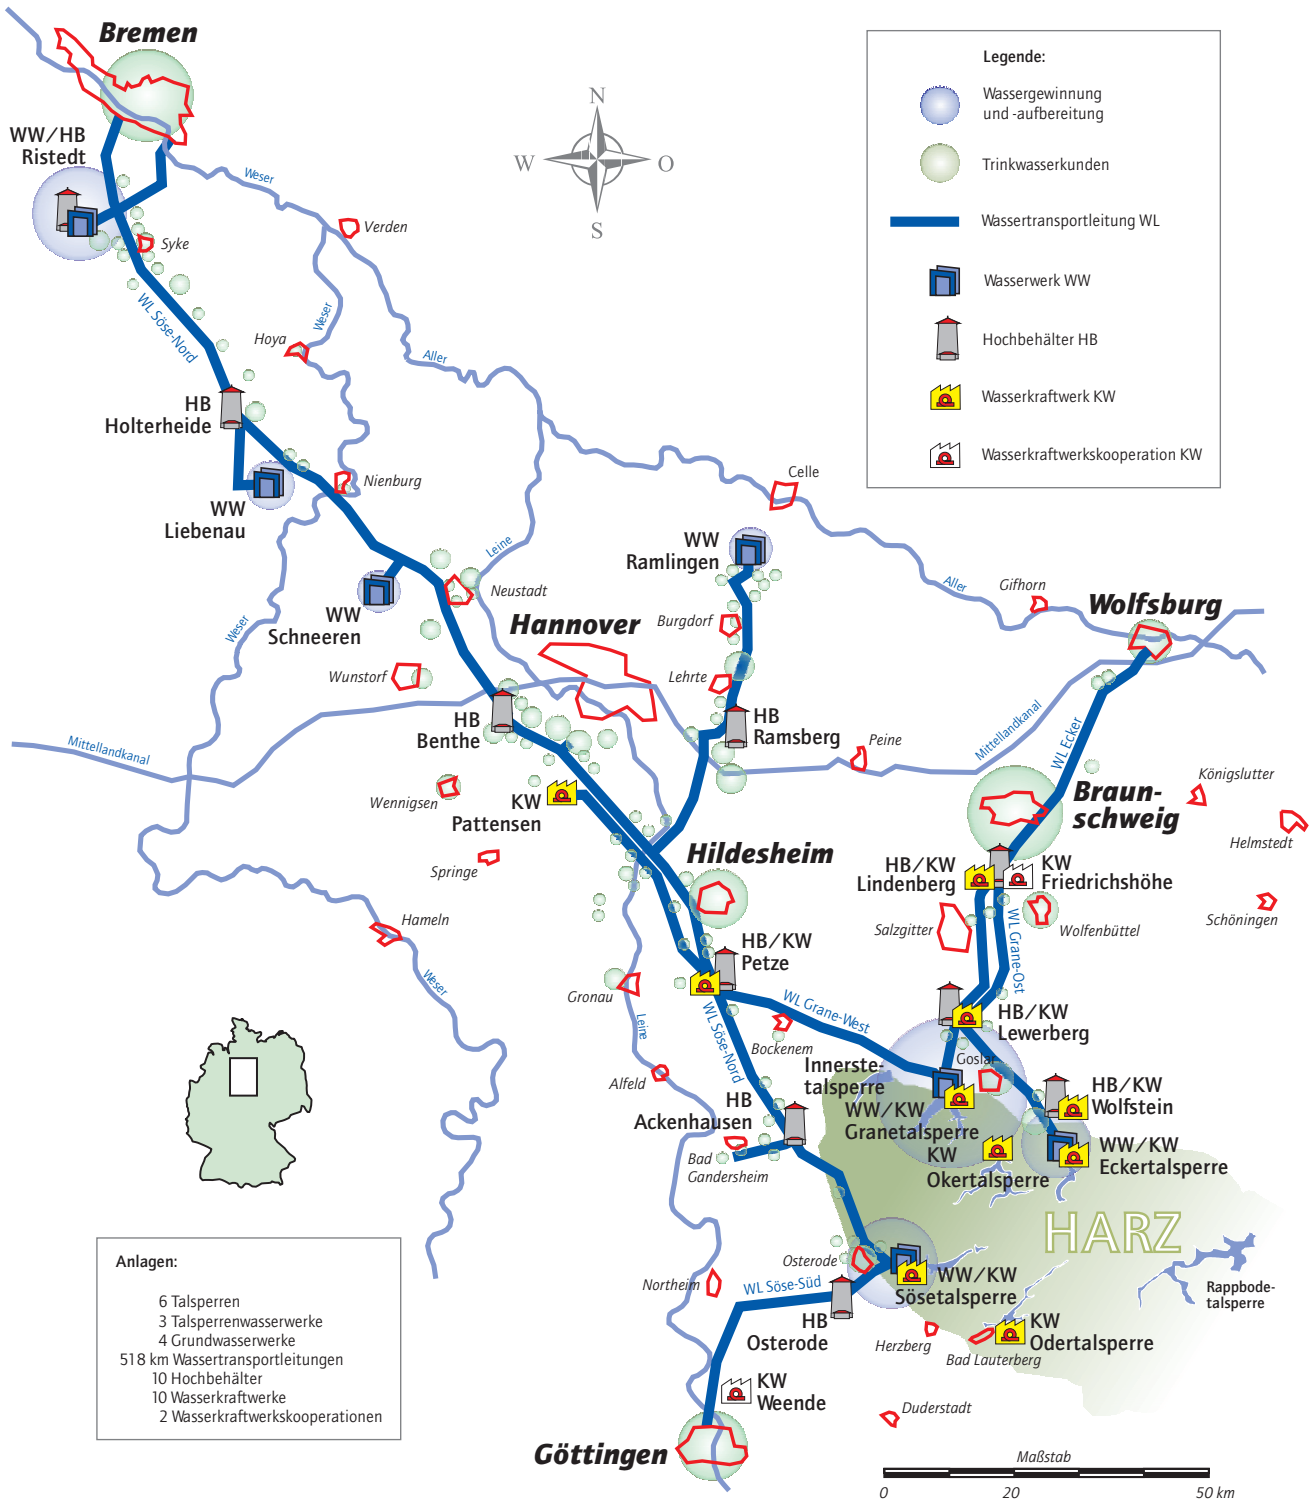 Bremen
WW/HB
Ristedt
Weser
Verden
Syke
WL Söse-Nord
Hoya
Weser
Aller
HB
Holterheide
Nienburg
WW
Liebenau
Celle
WW
Ramlingen
Leine
Neustadt
WW
Schneeren
Weser
Hannover
Burgdorf
Aller
Gifhorn
Wolfsburg
Wunstorf
Lehrte
HB
Benthe
HB
Ramsberg
Mittellandkanal
Mittellandkanal
Peine
WL Ecker
Königslutter
Helmstedt
Schöningen
Wennigsen
KW
Pattensen
Braun-
schweig
Springe
Hildesheim
HB/KW
Lindenberg
KW
Friedrichshöhe
Hameln
Weser
Salzgitter
WL Grane-Ost
Wolfenbüttel
HB/KW
Petze
Gronau
Leine
WL Söse-Nord
WL Grane-West
Bockenem
HB/KW
Lewerberg
Goslar
Innerste-
talsperre
Alfeld
HB
Ackenhausen
WW/KW
Granetalsperre
HB/KW
Wolfstein
KW
Okertalsperre
WW/KW
Eckertalsperre
Bad
Gandersheim
HARZ
Osterode
WW/KW
Sösetalsperre
Rappbode-
talsperre
Northeim
WL Söse-Süd
HB
Osterode
Herzberg
Bad Lauterberg
KW
Odertalsperre
KW
Weende
Duderstadt
Göttingen
N
W
O
S
Legende:
Wassergewinnung
und -aufbereitung
Trinkwasserkunden
Wassertransportleitung WL
Wasserwerk WW
Hochbehälter HB
Wasserkraftwerk KW
Wasserkraftwerkskooperation KW
Anlagen:
6 Talsperren
3 Talsperrenwasserwerke
4 Grundwasserwerke
518 km Wassertransportleitungen
10 Hochbehälter
10 Wasserkraftwerke
2 Wasserkraftwerkskooperationen
Maßstab
0 20 50 km